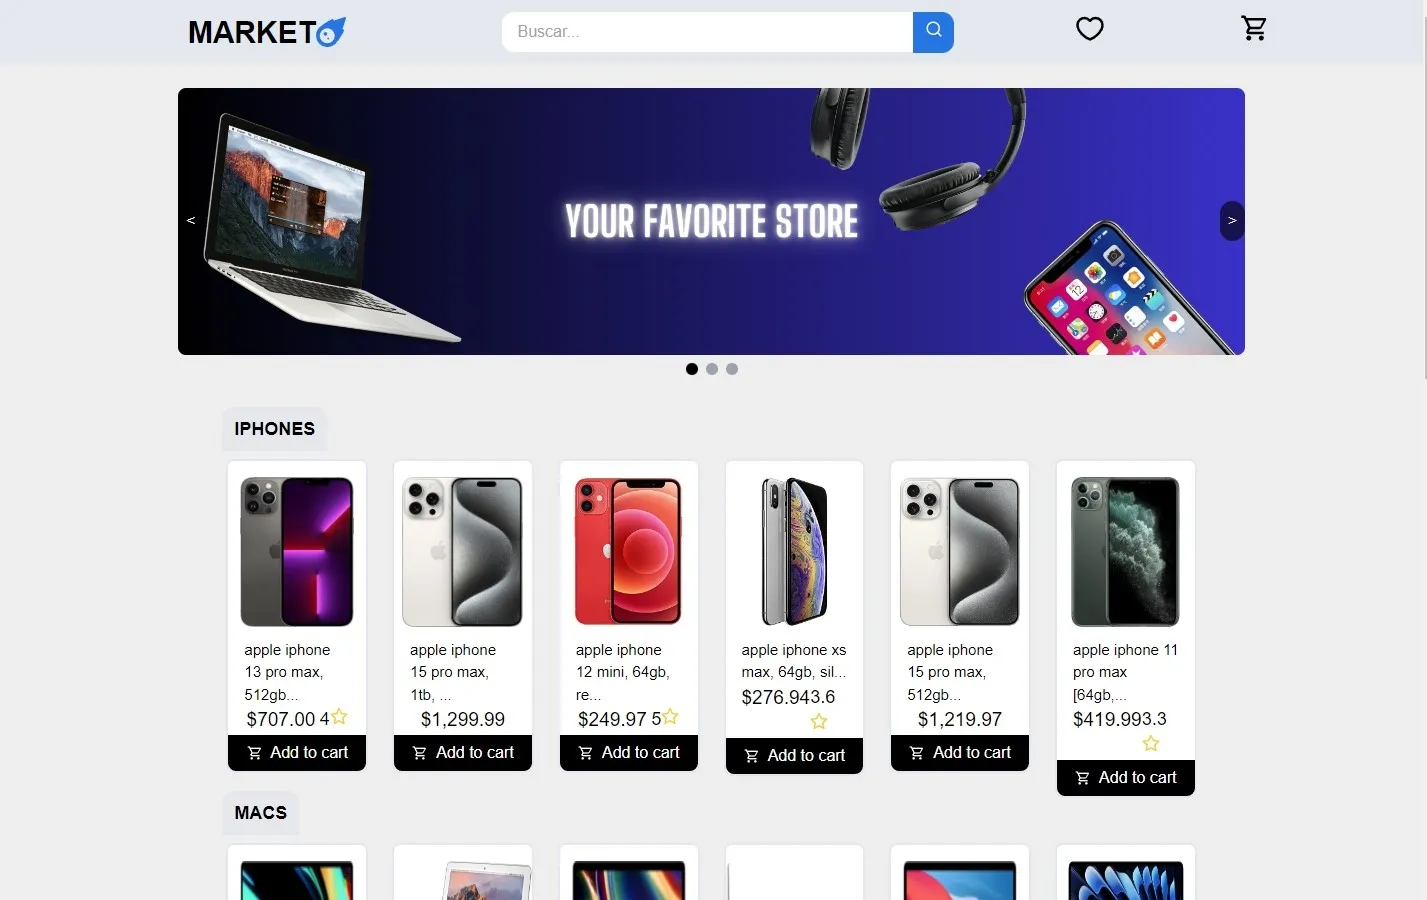 MARKET
Buscar...
YOUR FAVORITE STORE
<
>
IPHONES
apple iphone
13 pro max,
512gb...
$707.00 4
Add to cart
apple iphone
15 pro max,
1tb, ...
$1,299.99
Add to cart
apple iphone
12 mini, 64gb,
re...
$249.97 5
Add to cart
apple iphone xs
max, 64gb, sil...
$276.943.6
Add to cart
apple iphone
15 pro max,
512gb...
$1,219.97
Add to cart
apple iphone 11
pro max
[64gb,...
$419.993.3
Add to cart
MACS